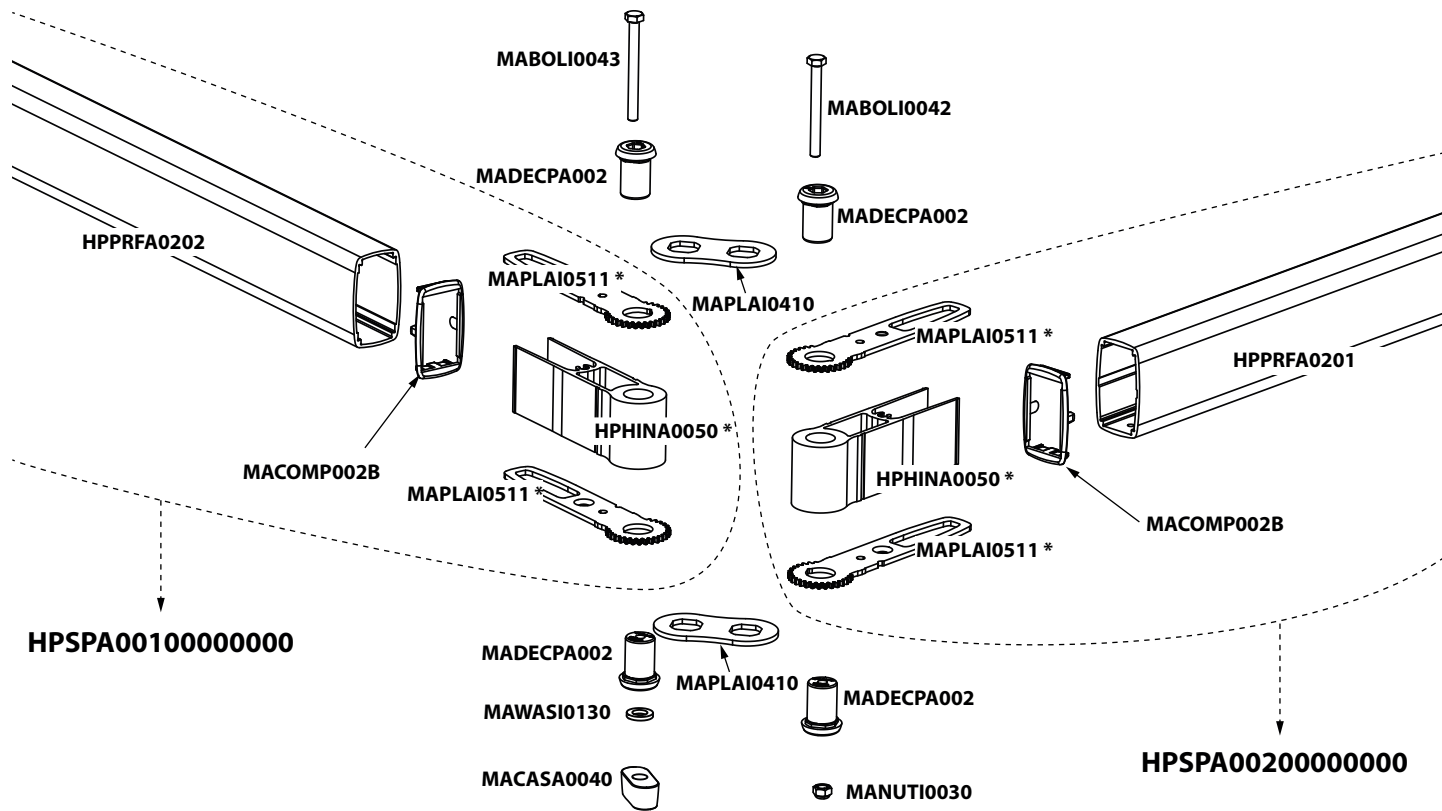 MABOLI0043
MABOLI0042
MADECPA002
MADECPA002
HPPRFA0202
MAPLAI0511 *
MAPLAI0410
MAPLAI0511 *
HPPRFA0201
HPHINA0050 *
MACOMP002B
MAPLAI0511 *
HPHINA0050 *
MACOMP002B
MAPLAI0511 *
HPSPA00100000000
MADECPA002
MAPLAI0410
MADECPA002
MAWASI0130
HPSPA00200000000
MACASA0040
MANUTI0030